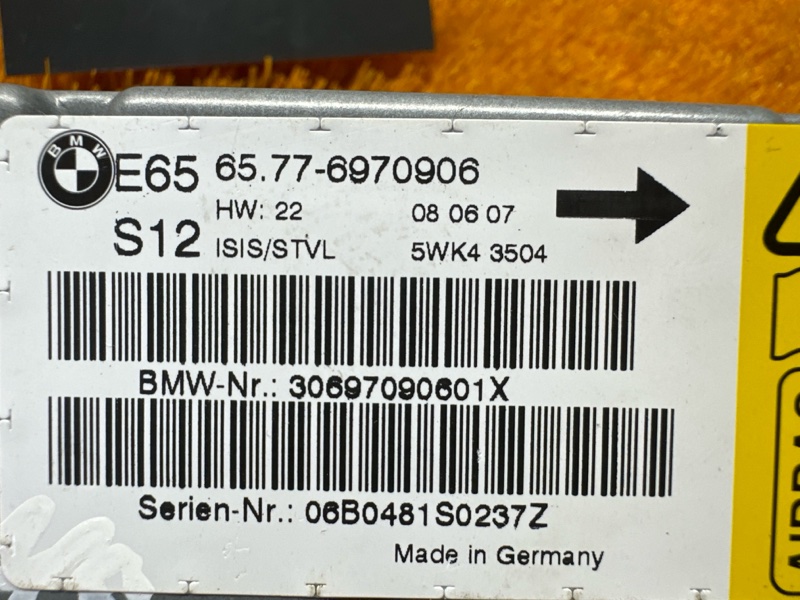 BMW
E65 65.77-6970906
HW: 22 08 06 07
S12 ISIS/STVL 5WK4 3504
BMW-Nr.: 30697090601X
Serien-Nr.: 06B0481S0237Z
Made in Germany
AIRBAG